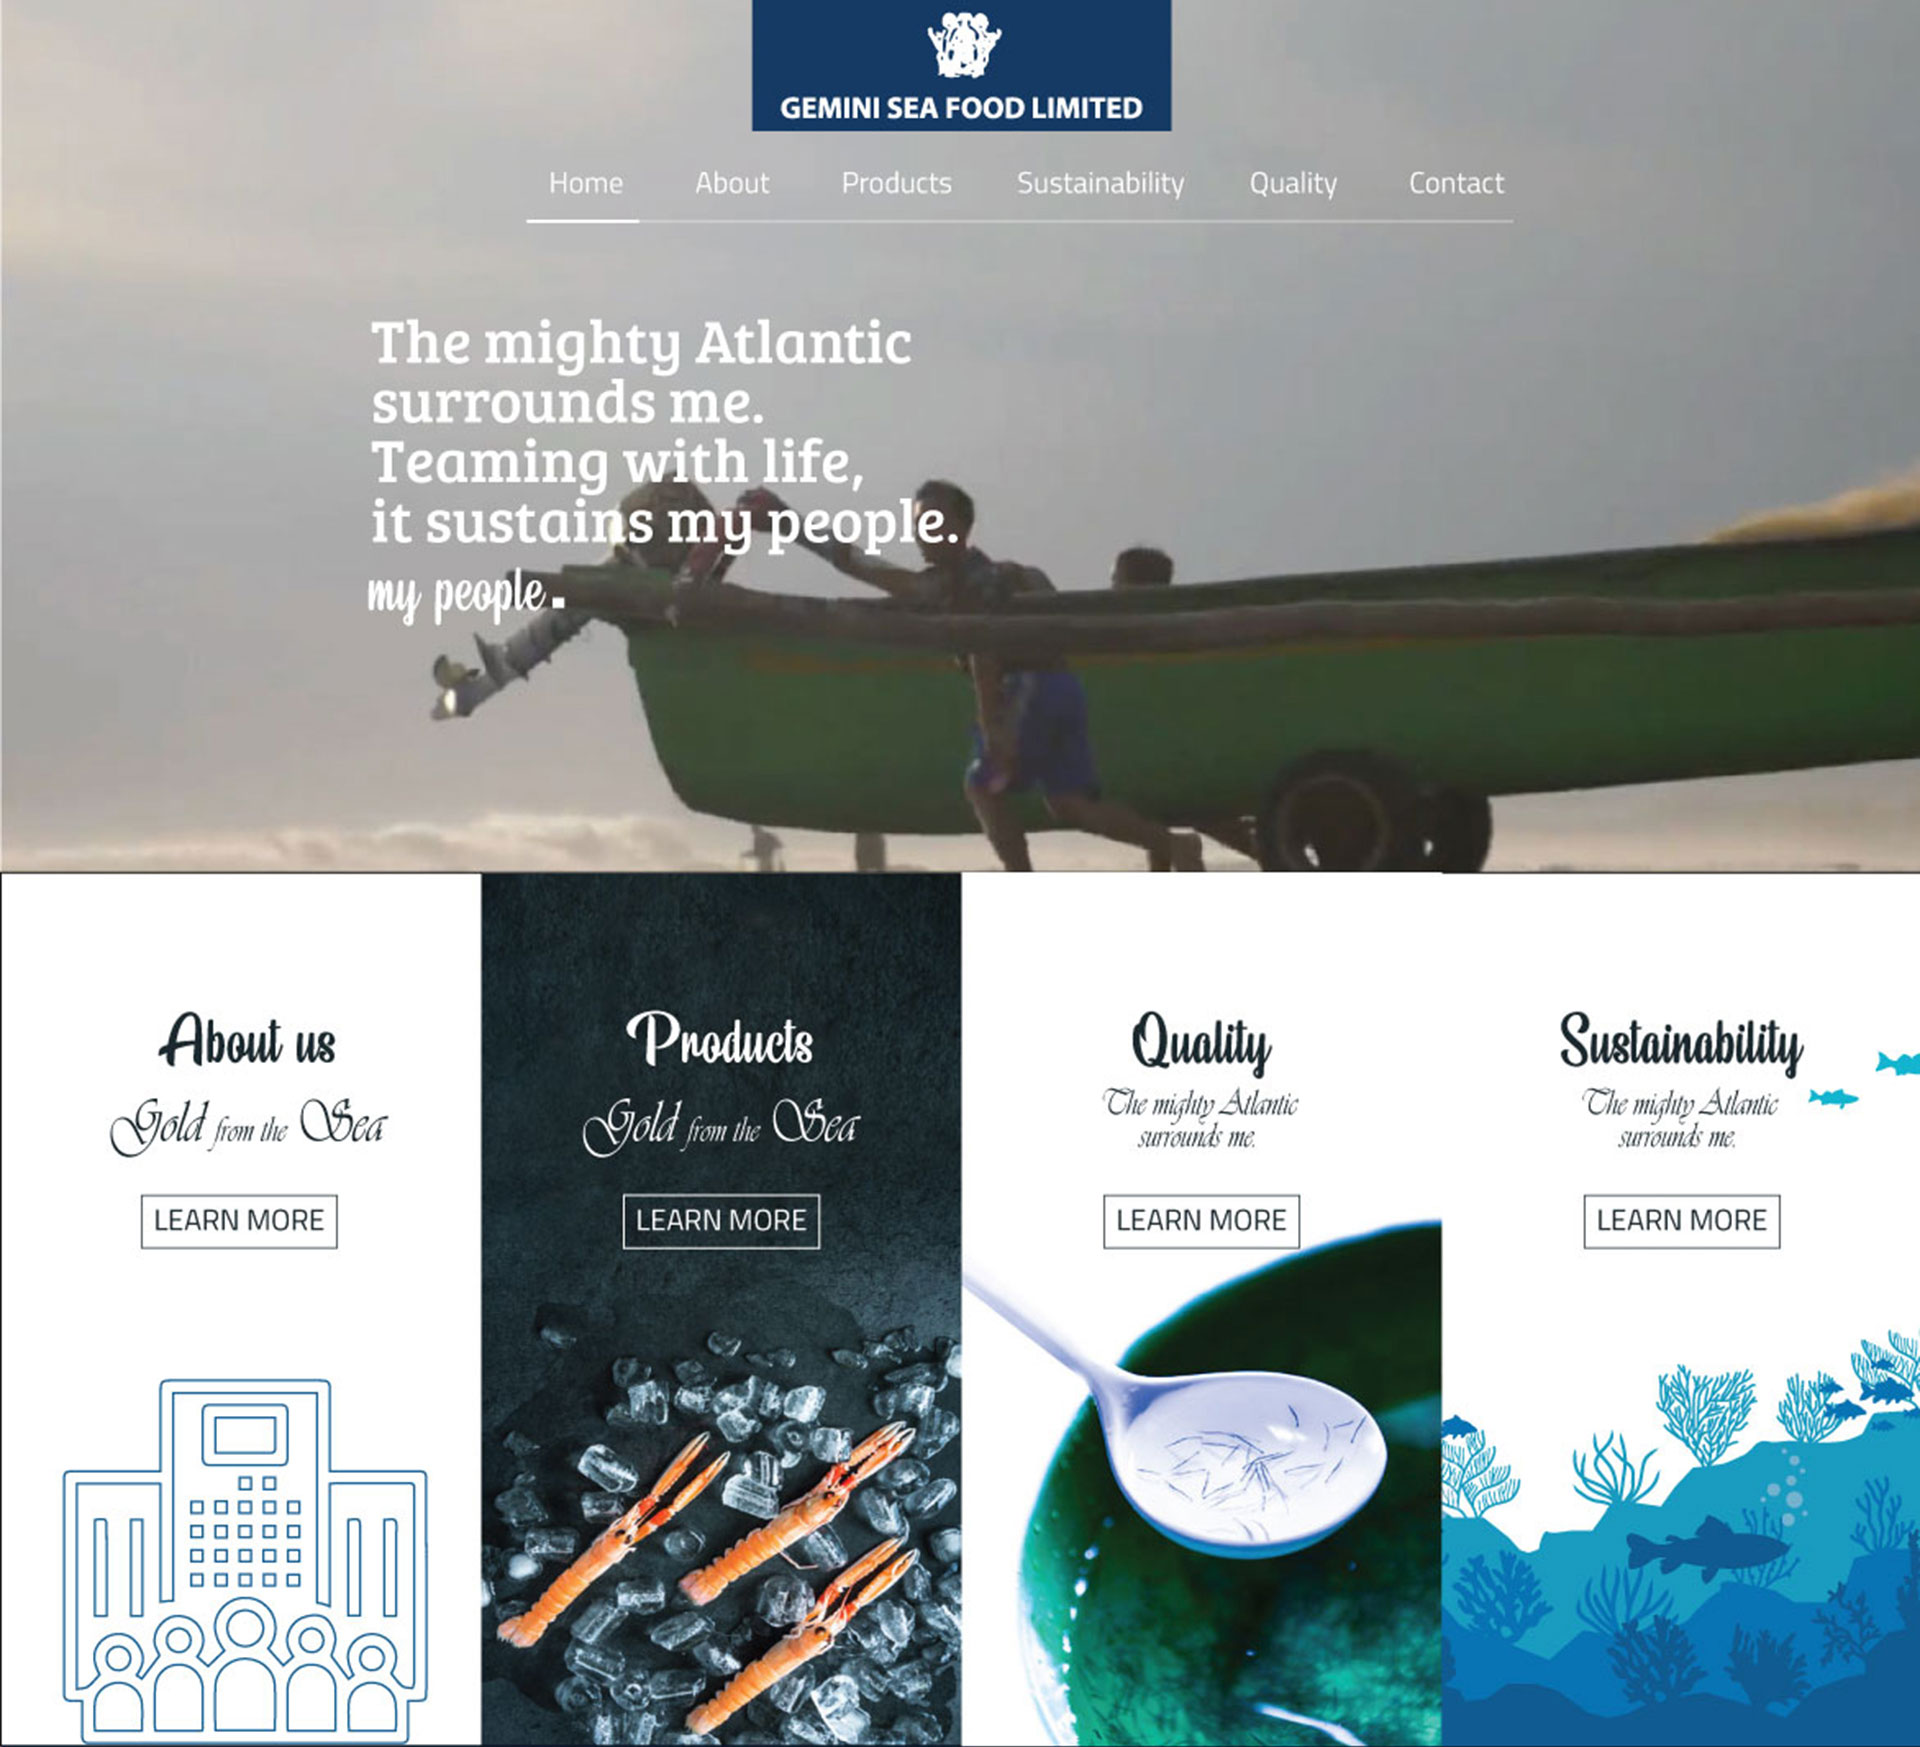 GEMINI SEA FOOD LIMITED
Home About Products Sustainability Quality Contact
The mighty Atlantic
surrounds me.
Teaming with life,
it sustains my people.
my people.
About us
Gold from the Sea
LEARN MORE
Products
Gold from the Sea
LEARN MORE
Quality
The mighty Atlantic
surrounds me.
LEARN MORE
Sustainability
The mighty Atlantic
surrounds me.
LEARN MORE